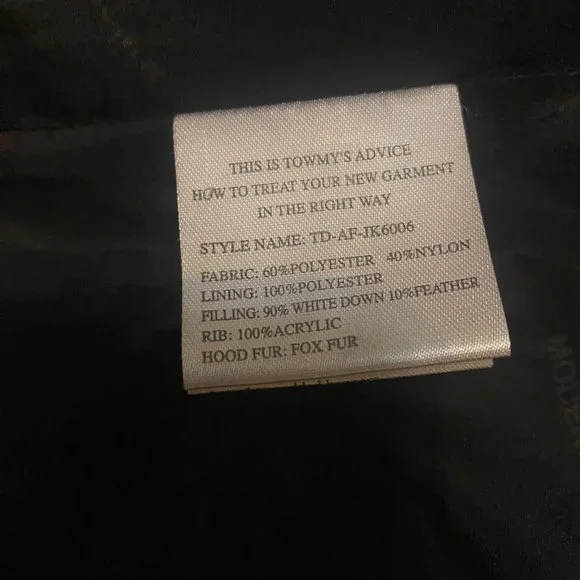 THIS IS TOWMY'S ADVICE
HOW TO TREAT YOUR NEW GARMENT
IN THE RIGHT WAY
STYLE NAME: TD-AF-JK6006
FABRIC: 60%POLYESTER 40%NYLON
LINING: 100%POLYESTER
FILLING: 90% WHITE DOWN 10%FEATHER
RIB: 100%ACRYLIC
HOOD FUR: FOX FUR